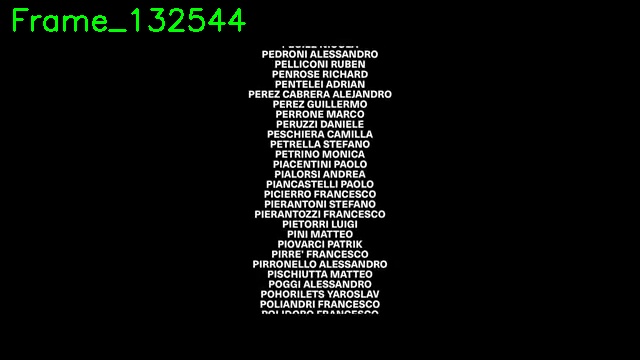 Frame_132544
PEDRONI ALESSANDRO
PELLICONI RUBEN
PENROSE RICHARD
PENTELEI ADRIAN
PEREZ CABRERA ALEJANDRO
PEREZ GUILLERMO
PERRONE MARCO
PERUZZI DANIELE
PESCHIERA CAMILLA
PETRELLA STEFANO
PETRINO MONICA
PIACENTINI PAOLO
PIALORSI ANDREA
PIANCASTELLI PAOLO
PICIERRO FRANCESCO
PIERANTONI STEFANO
PIERANTOZZI FRANCESCO
PIETORRI LUIGI
PINI MATTEO
PIOVARCI PATRIK
PIRRE' FRANCESCO
PIRRONELLO ALESSANDRO
PISCHIUTTA MATTEO
POGGI ALESSANDRO
POHORILETS YAROSLAV
POLIANDRI FRANCESCO
POLIDORO FRANCESCO